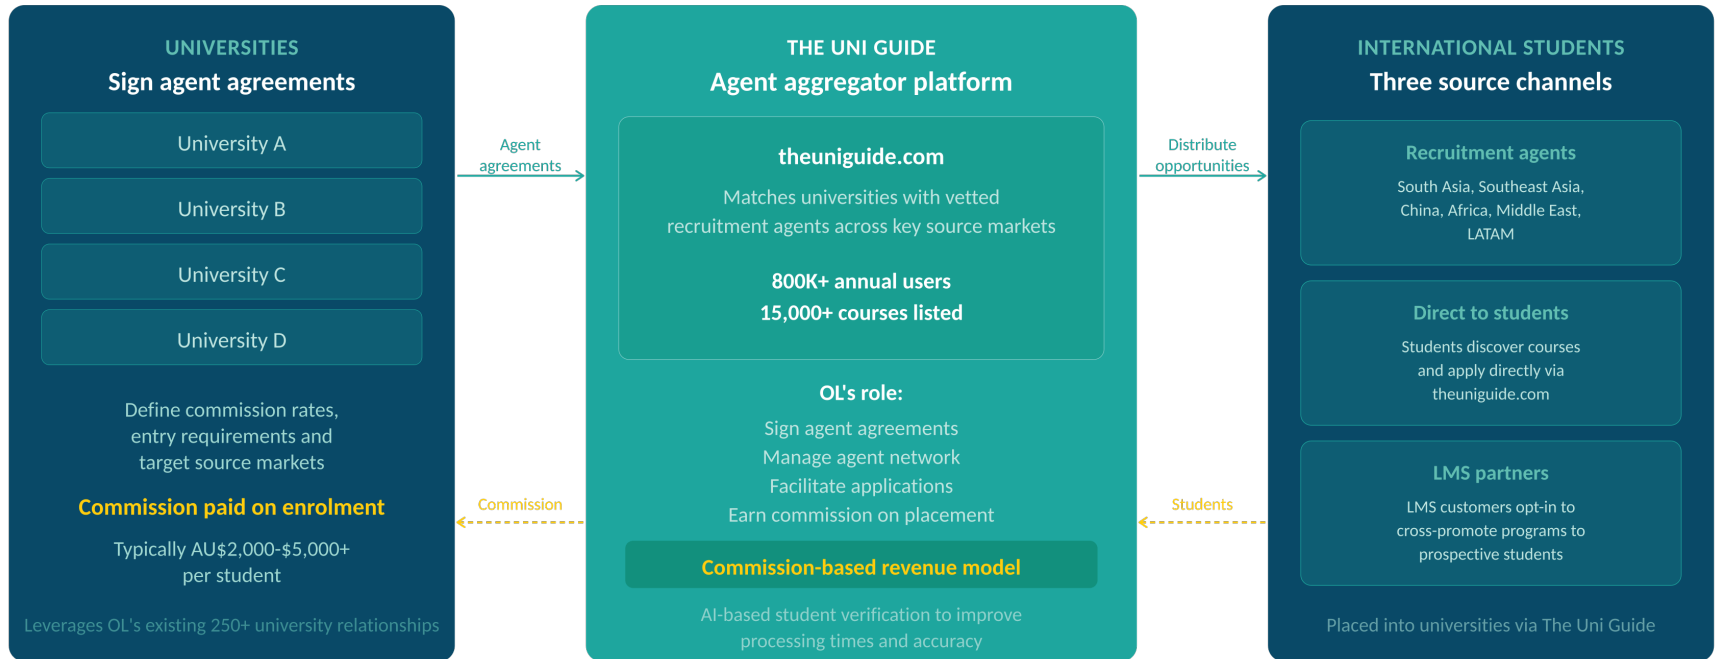 UNIVERSITIES
Sign agent agreements
University A
University B
University C
University D
Define commission rates,
entry requirements and
target source markets
Commission paid on enrolment
Typically AU$2,000-$5,000+
per student
Leverages OL's existing 250+ university relationships
Agent
agreements
Commission
THE UNI GUIDE
Agent aggregator platform
theuniguide.com
Matches universities with vetted
recruitment agents across key source markets
800K+ annual users
15,000+ courses listed
OL's role:
Sign agent agreements
Manage agent network
Facilitate applications
Earn commission on placement
Commission-based revenue model
AI-based student verification to improve
processing times and accuracy
Distribute
opportunities
Students
INTERNATIONAL STUDENTS
Three source channels
Recruitment agents
South Asia, Southeast Asia,
China, Africa, Middle East,
LATAM
Direct to students
Students discover courses
and apply directly via
theuniguide.com
LMS partners
LMS customers opt-in to
cross-promote programs to
prospective students
Placed into universities via The Uni Guide